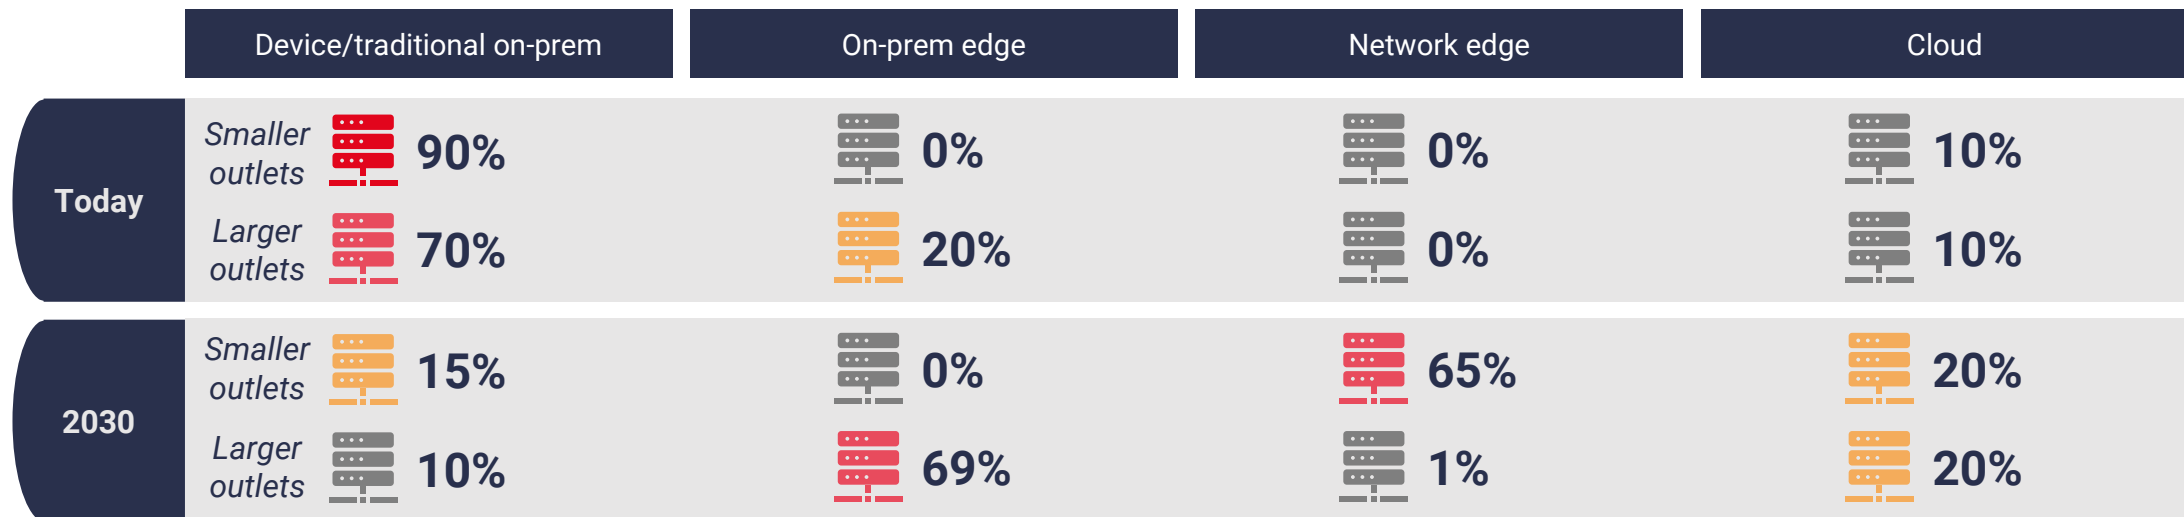 Device/traditional on-prem
On-prem edge
Network edge
Cloud
Today
Smaller
outlets
90%
0%
0%
10%
Larger
outlets
70%
20%
0%
10%
2030
Smaller
outlets
15%
0%
65%
20%
Larger
outlets
10%
69%
1%
20%